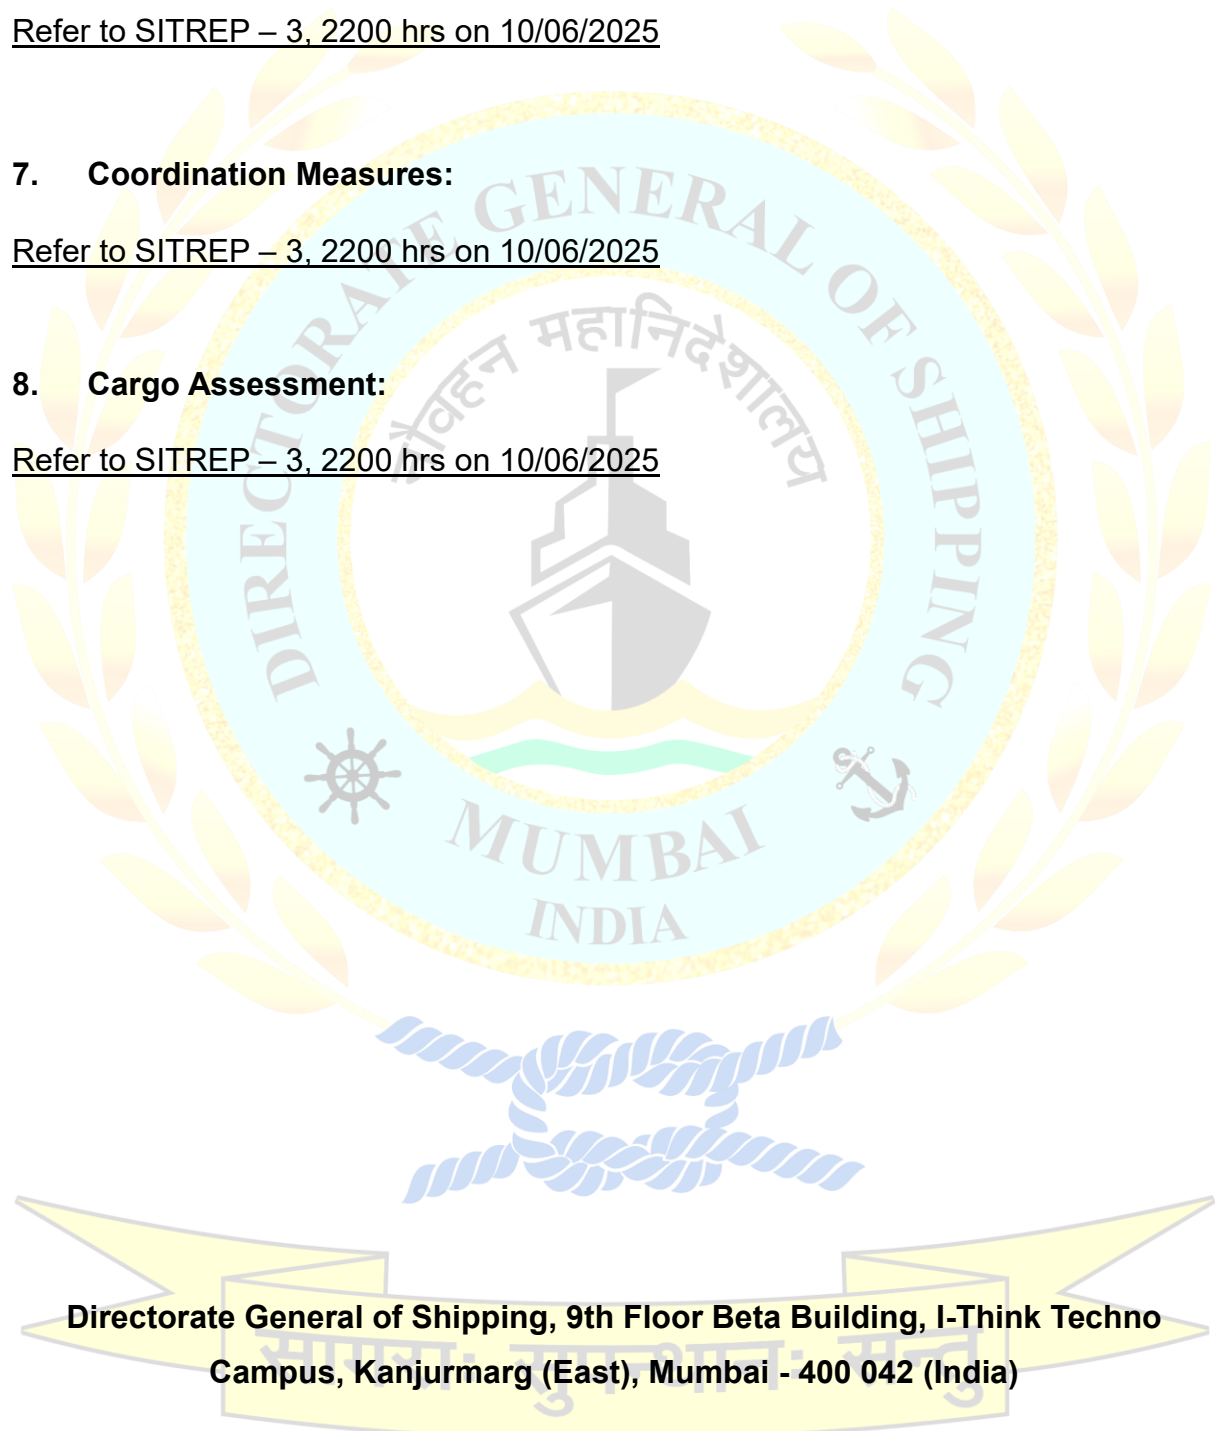 Refer to SITREP – 3, 2200 hrs on 10/06/2025
7. Coordination Measures:
Refer to SITREP – 3, 2200 hrs on 10/06/2025
8. Cargo Assessment:
Refer to SITREP – 3, 2200 hrs on 10/06/2025
DIRECTORATE GENERAL OF SHIPPING
नौवहन महानिदेशालय
MUMBAI
INDIA
Directorate General of Shipping, 9th Floor Beta Building, I-Think Techno
Campus, Kanjurmarg (East), Mumbai - 400 042 (India)